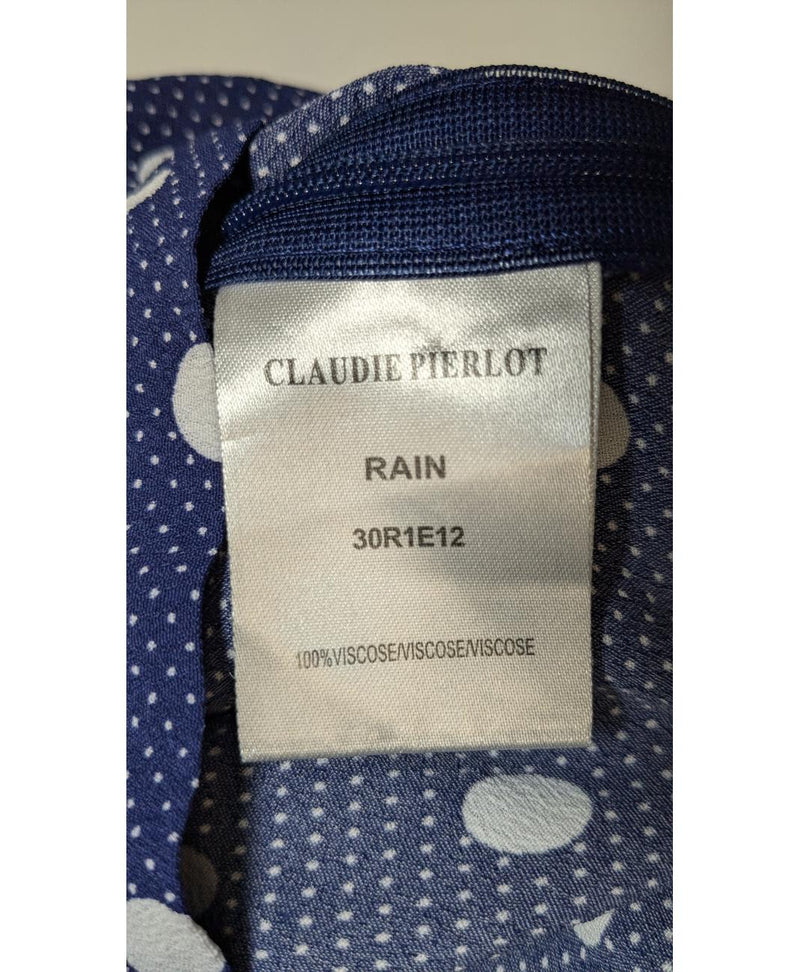 CLAUDIE PIERLOT
RAIN
30R1E12
100%VISCOSE/VISCOSE/VISCOSE